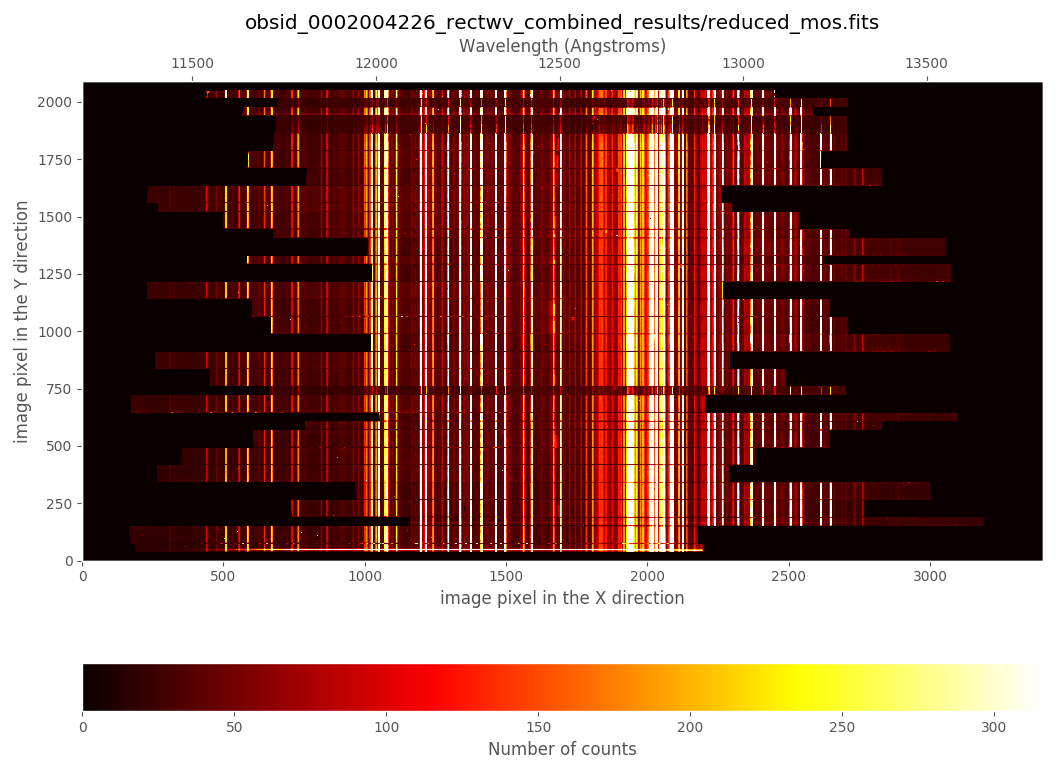 obsid_0002004226_rectwv_combined_results/reduced_mos.fits
Wavelength (Angstroms)
11500 12000 12500 13000 13500
2000
1750
1500
1250
1000
750
500
250
0
image pixel in the Y direction
0 500 1000 1500 2000 2500 3000
image pixel in the X direction
0 50 100 150 200 250 300
Number of counts